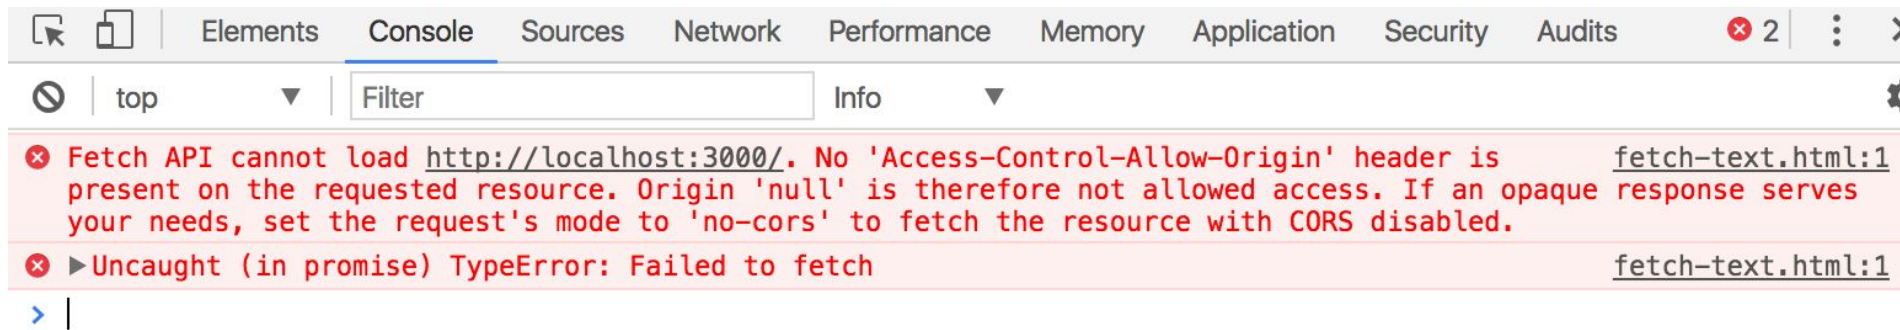 Elements Console Sources Network Performance Memory Application Security Audits 2
top Filter Info
Fetch API cannot load http://localhost:3000/. No 'Access-Control-Allow-Origin' header is fetch-text.html:1
present on the requested resource. Origin 'null' is therefore not allowed access. If an opaque response serves
your needs, set the request's mode to 'no-cors' to fetch the resource with CORS disabled.
Uncaught (in promise) TypeError: Failed to fetch fetch-text.html:1